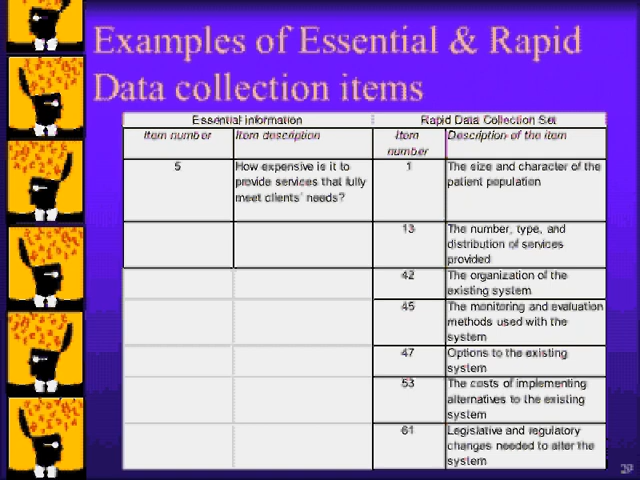 Examples of Essential & Rapid
Data collection items
Essential information Rapid Data Collection Set
Item number Item description Item number Description of the item
5 How expensive is it to provide services that fully meet clients' needs? 1 The size and character of the patient population
13 The number, type, and distribution of services provided
42 The organization of the existing system
45 The monitoring and evaluation methods used with the system
47 Options to the existing system
53 The costs of implementing alternatives to the existing system
61 Legislative and regulatory changes needed to alter the system